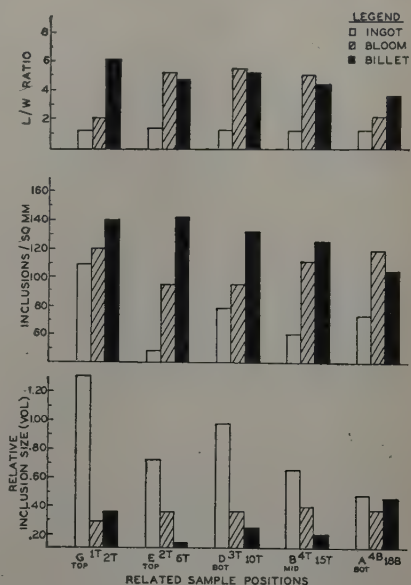 LEGEND
INGOT
BLOOM
BILLET
L/W RATIO
8
6
4
2
INCLUSIONS / SQ MM
160
140
120
100
80
60
RELATIVE
INCLUSION SIZE (VOL)
1.20
1.00
.80
.60
.40
.20
G 1T 2T E 2T 6T D 3T 10T B 4T 15T A 4B 18B
TOP TOP BOT MID BOT
RELATED SAMPLE POSITIONS